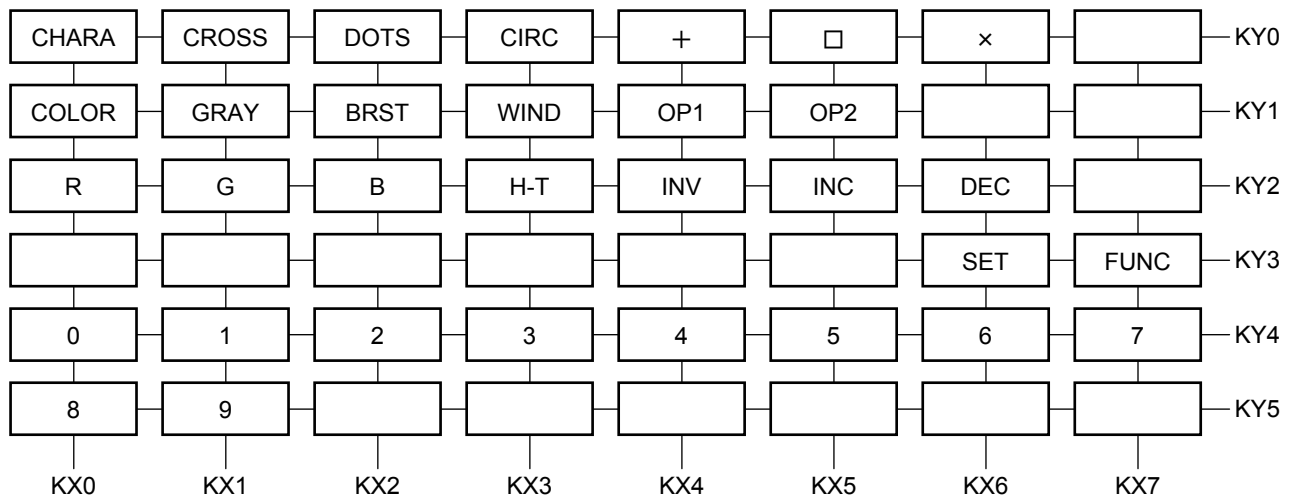 CHARA CROSS DOTS CIRC + □ × KY0
COLOR GRAY BRST WIND OP1 OP2 KY1
R G B H-T INV INC DEC KY2
SET FUNC KY3
0 1 2 3 4 5 6 7 KY4
8 9 KY5
KX0 KX1 KX2 KX3 KX4 KX5 KX6 KX7